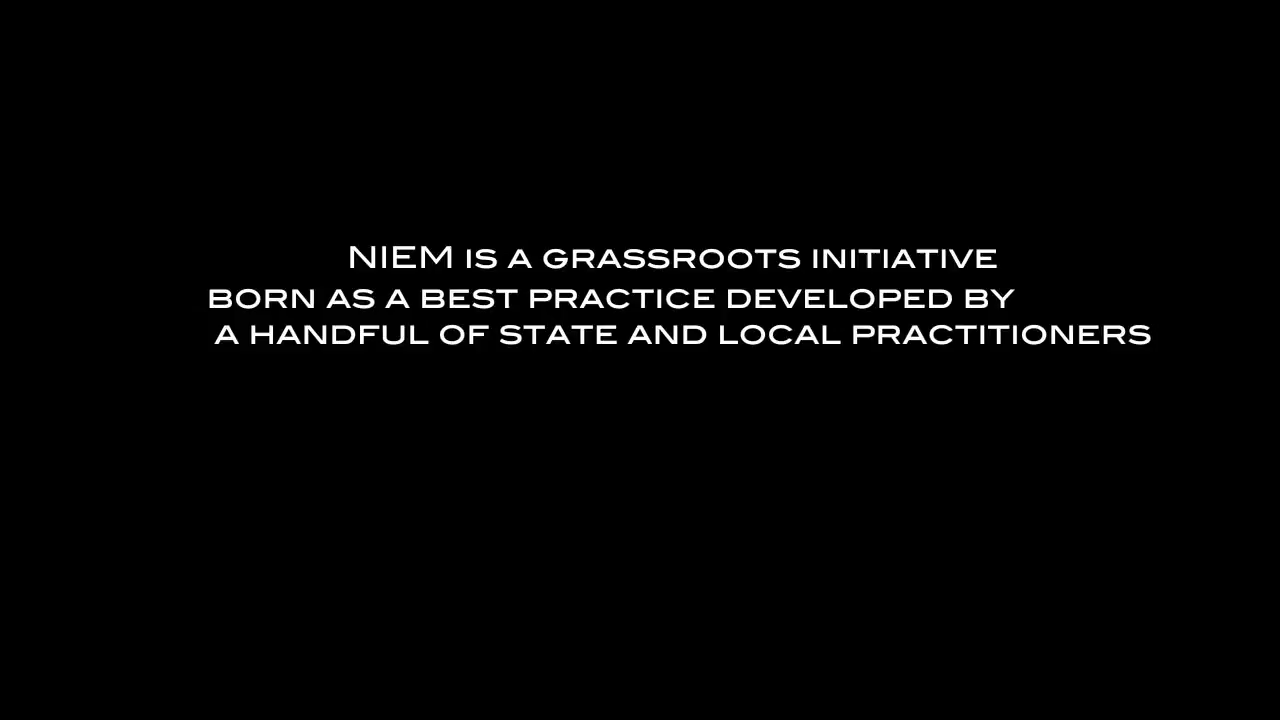 NIEM IS A GRASSROOTS INITIATIVE
BORN AS A BEST PRACTICE DEVELOPED BY
A HANDFUL OF STATE AND LOCAL PRACTITIONERS